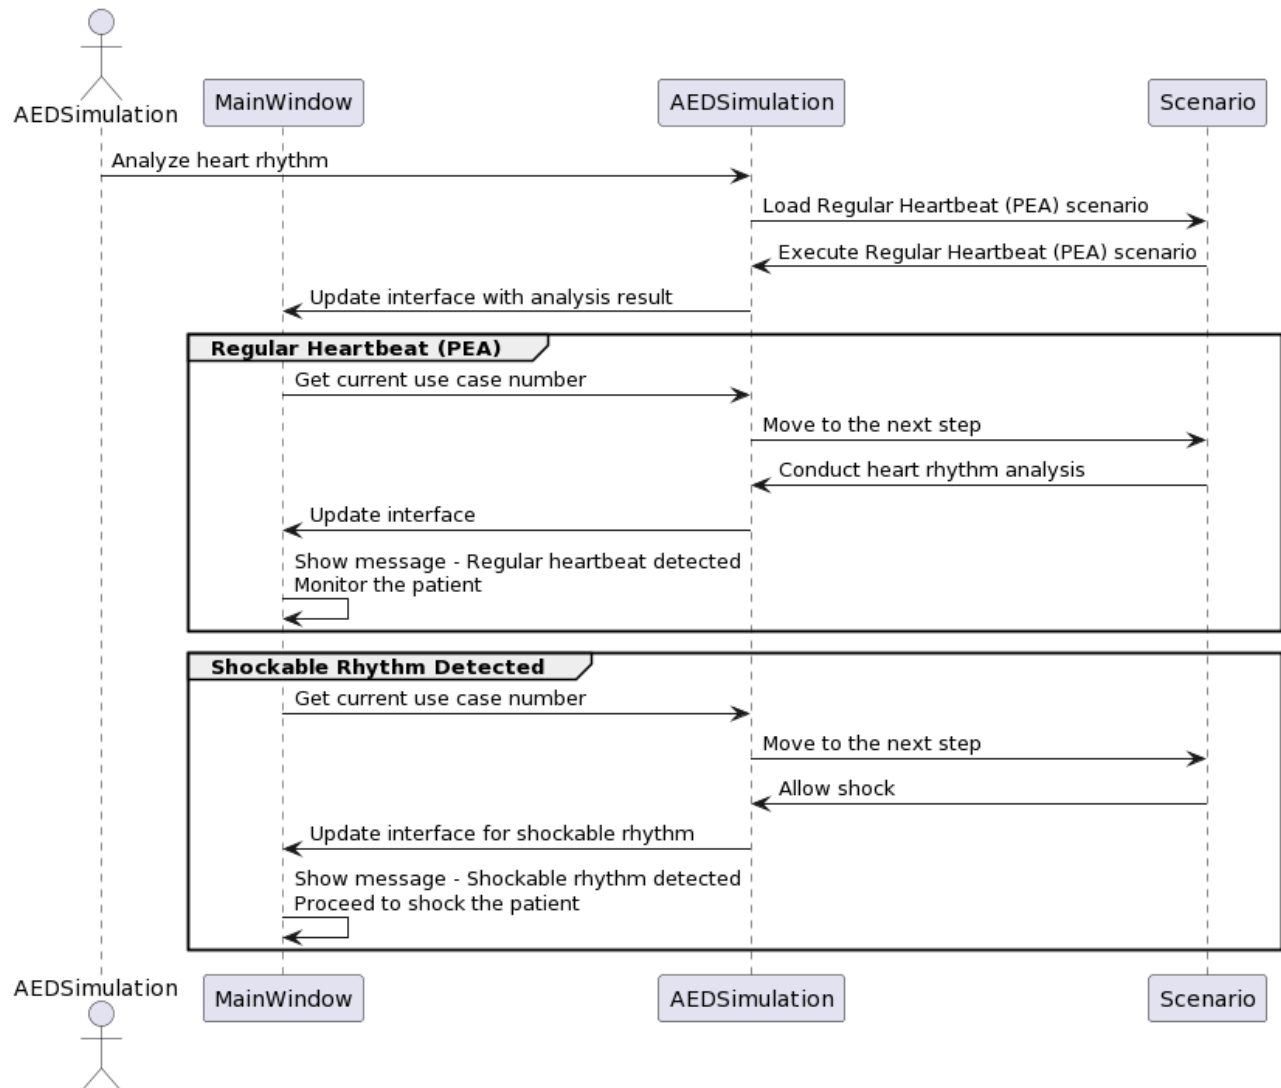 AEDSimulation
MainWindow
AEDSimulation
Scenario
Analyze heart rhythm
Load Regular Heartbeat (PEA) scenario
Execute Regular Heartbeat (PEA) scenario
Update interface with analysis result
Regular Heartbeat (PEA)
Get current use case number
Move to the next step
Conduct heart rhythm analysis
Update interface
Show message - Regular heartbeat detected
Monitor the patient
Shockable Rhythm Detected
Get current use case number
Move to the next step
Allow shock
Update interface for shockable rhythm
Show message - Shockable rhythm detected
Proceed to shock the patient
AEDSimulation
MainWindow
AEDSimulation
Scenario